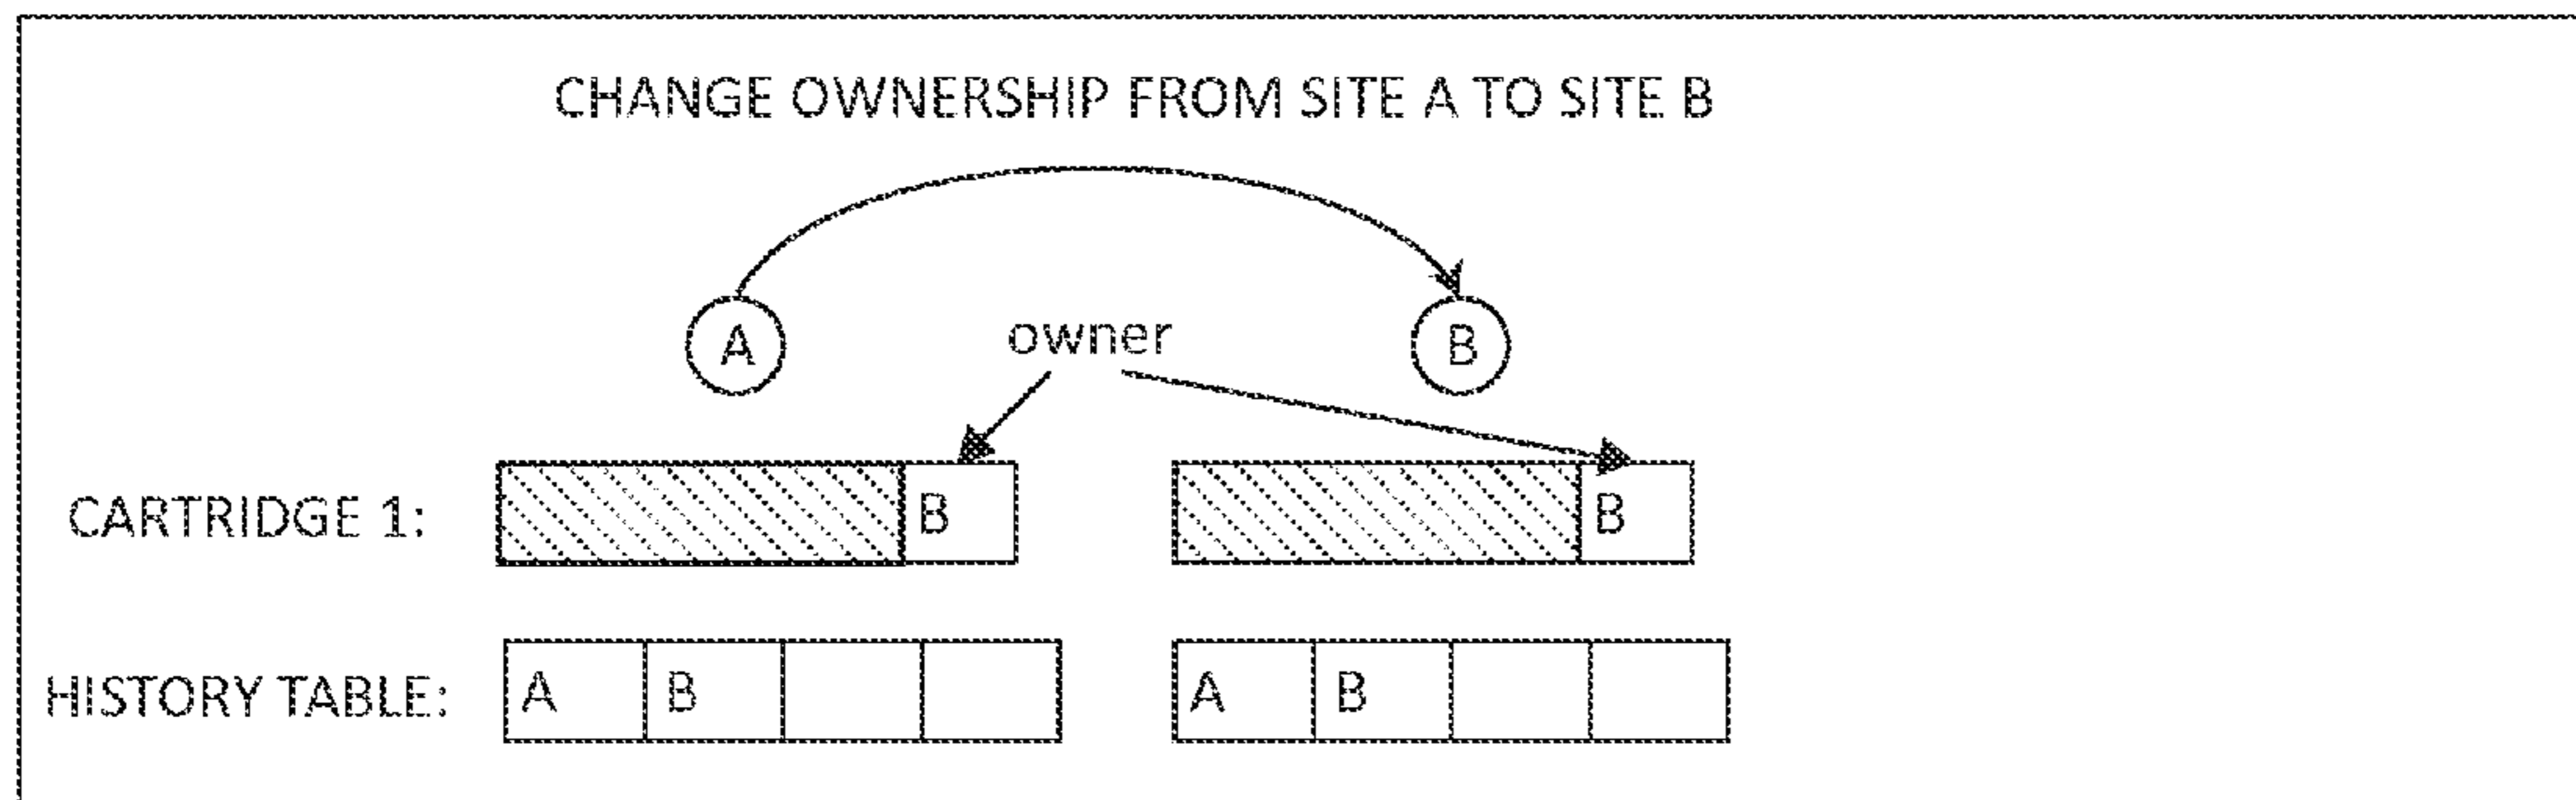 CHANGE OWNERSHIP FROM SITE A TO SITE B
A owner B
CARTRIDGE 1: B B
HISTORY TABLE: A B A B